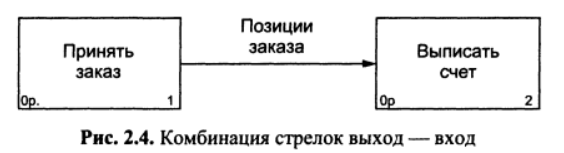 Позиции
заказа
Принять
заказ
0р. 1
Выписать
счет
0р 2
Рис. 2.4. Комбинация стрелок выход — вход